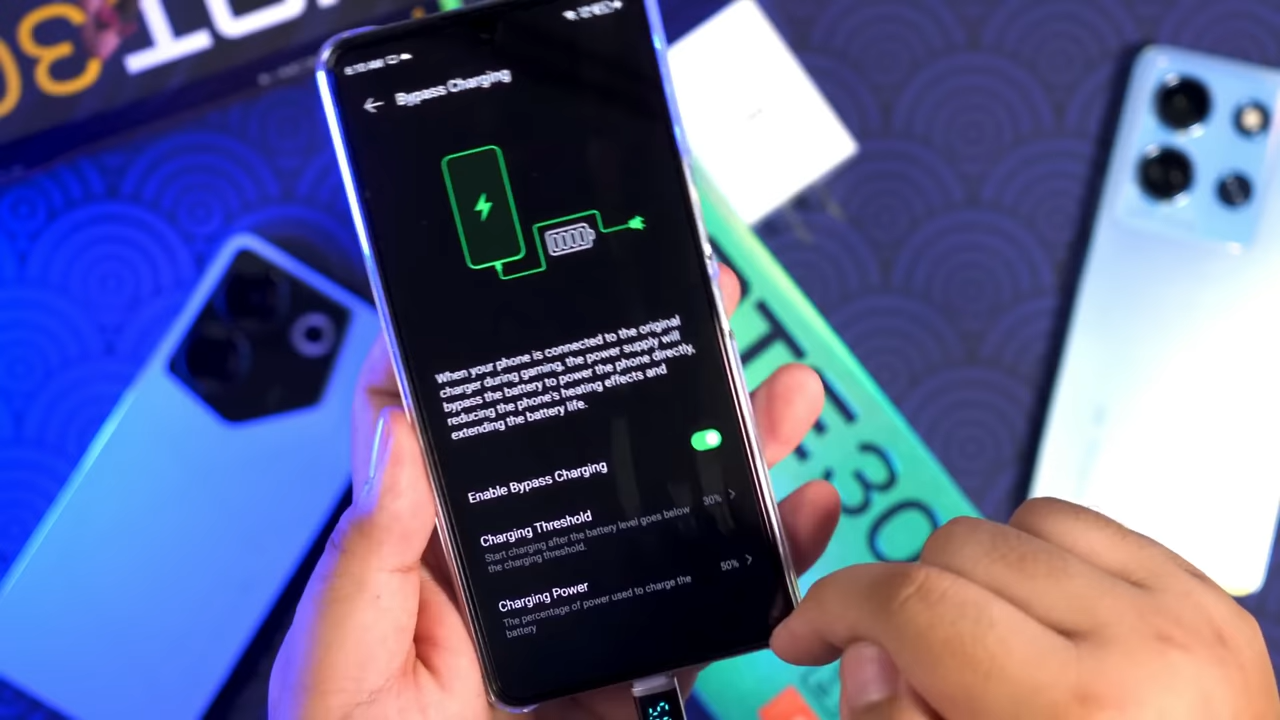 Bypass Charging
When your phone is connected to the original
charger during gaming, the power supply will
bypass the battery to power the phone directly,
reducing the phone's heating effects and
extending the battery life.
Enable Bypass Charging
Charging Threshold
30%
Start charging after the battery level goes below
the charging threshold.
Charging Power
50%
The percentage of power used to charge the
battery
TE 30